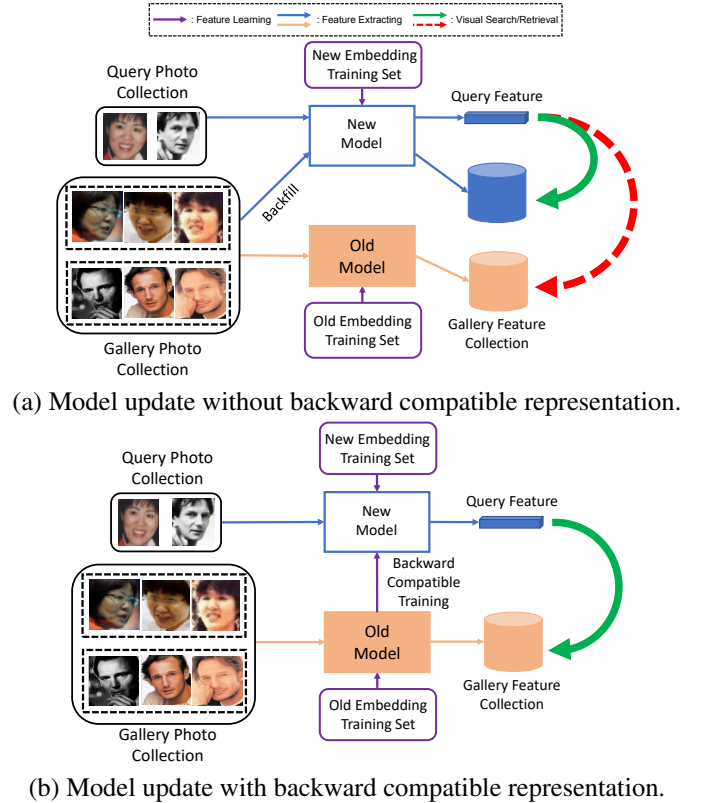 : Feature Learning : Feature Extracting : Visual Search/Retrieval
New Embedding
Training Set
Query Photo
Collection
New
Model
Query Feature
Backfill
Old
Model
Old Embedding
Training Set
Gallery Feature
Collection
Gallery Photo
Collection
(a) Model update without backward compatible representation.
New Embedding
Training Set
Query Photo
Collection
New
Model
Query Feature
Backward
Compatible
Training
Old
Model
Gallery Feature
Collection
Old Embedding
Training Set
Gallery Photo
Collection
(b) Model update with backward compatible representation.